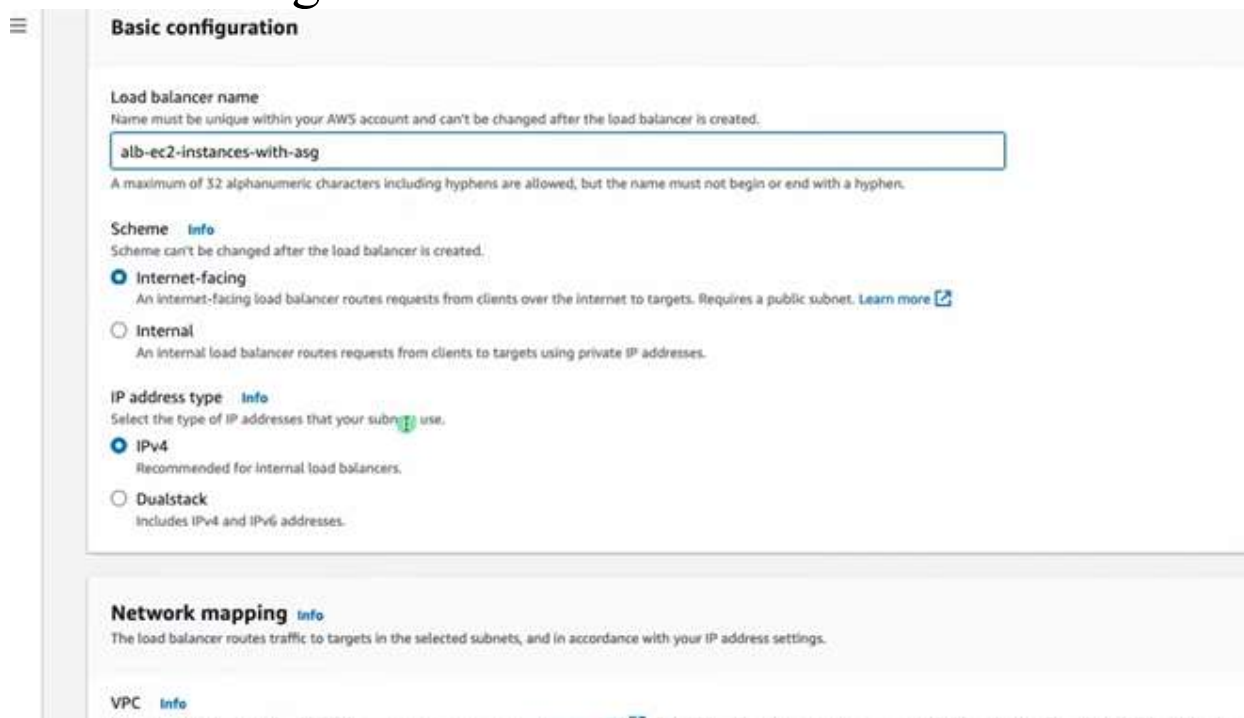 Basic configuration
Load balancer name
Name must be unique within your AWS account and can't be changed after the load balancer is created.
alb-ec2-instances-with-asg
A maximum of 32 alphanumeric characters including hyphens are allowed, but the name must not begin or end with a hyphen.
Scheme Info
Scheme can't be changed after the load balancer is created.
Internet-facing
An internet-facing load balancer routes requests from clients over the internet to targets. Requires a public subnet. Learn more
Internal
An internal load balancer routes requests from clients to targets using private IP addresses.
IP address type Info
Select the type of IP addresses that your use.
IPv4
Recommended for internal load balancers.
Dualstack
Includes IPv4 and IPv6 addresses.
Network mapping Info
The load balancer routes traffic to targets in the selected subnets, and in accordance with your IP address settings.
VPC Info